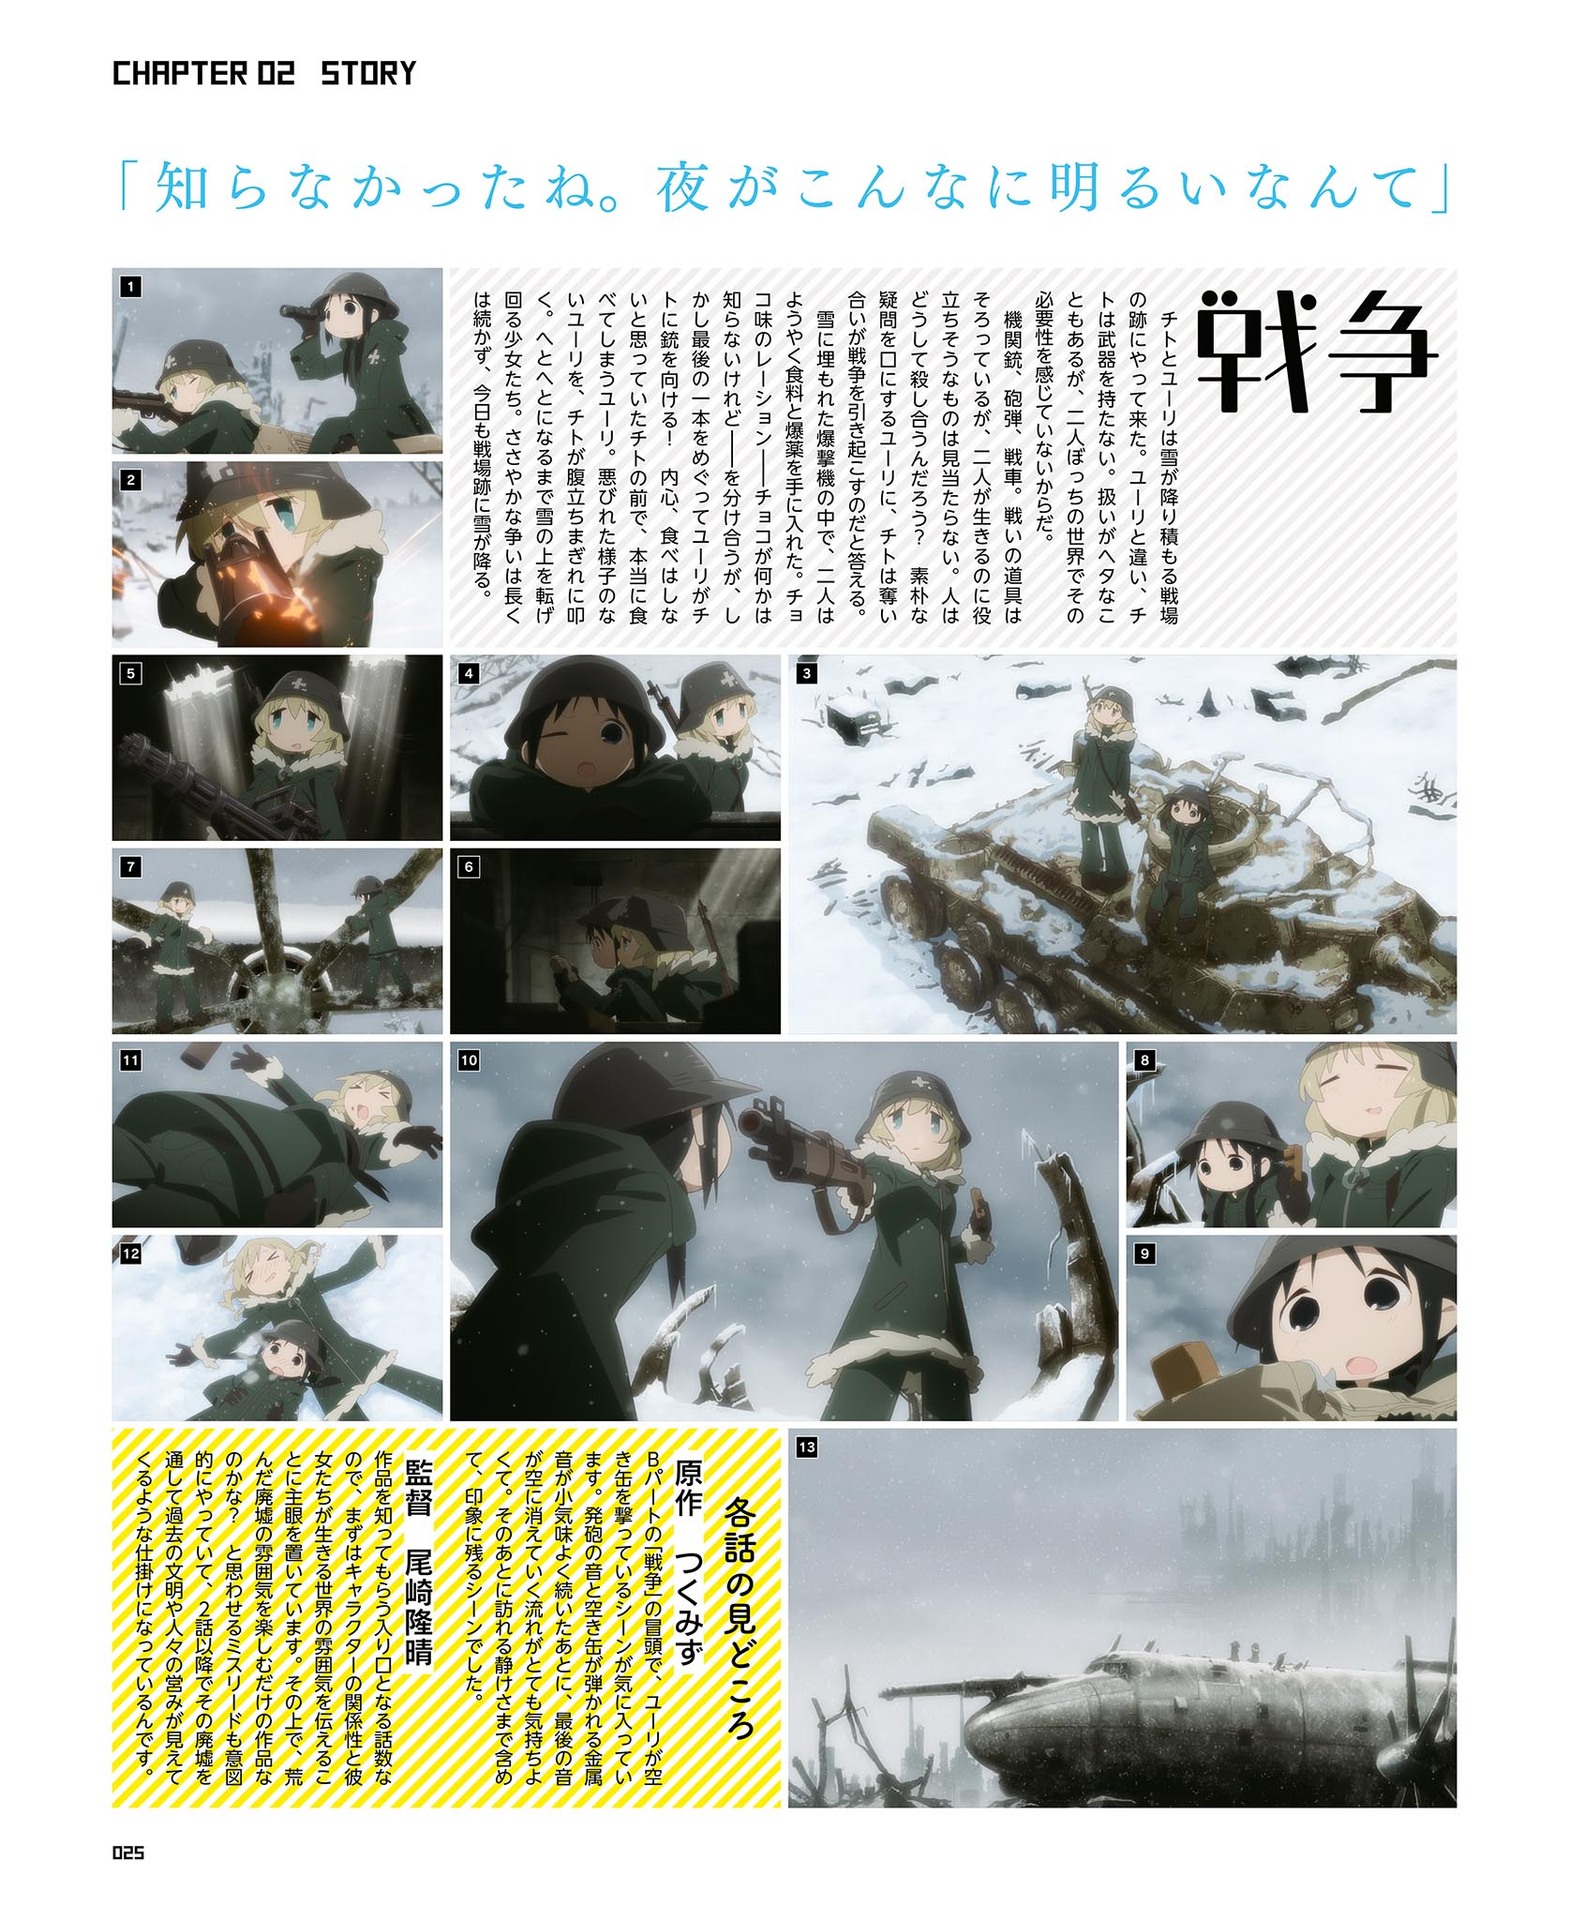 CHAPTER 02 STORY
「知らなかったね。夜がこんなに明るいなんて」
戦争
チトとユーリは雪が降り積もる戦場
の跡にやって来た。ユーリと違い、チ
トは武器を持たない。扱いがヘタなこ
ともあるが、二人ぼっちの世界でその
必要性を感じていないからだ。
機関銃、砲弾、戦車。戦いの道具は
そろっているが、二人が生きるのに役
立ちそうなものは見当たらない。人は
どうして殺し合うんだろう? 素朴な
疑問を口にするユーリに、チトは奪い
合いが戦争を引き起こすのだと答える。
雪に埋もれた爆撃機の中で、二人は
ようやく食料と爆薬を手に入れた。チョ
コ味のレーション――チョコが何かは
知らないけれど――を分け合うが、し
かし最後の一本をめぐってユーリがチ
トに銃を向ける! 内心、食べはしな
いと思っていたチトの前で、本当に食
べてしまうユーリ。悪びれた様子のな
いユーリを、チトが腹立ちまぎれに叩
く。へとへとになるまで雪の上を転げ
回る少女たち。ささやかな争いは長く
は続かず、今日も戦場跡に雪が降る。
1
2
3
4
5
6
7
8
9
10
11
12
13
各話の見どころ
原作 つくみず
Bパートの「戦争」の冒頭で、ユーリが空
き缶を撃っているシーンが気に入ってい
ます。発砲の音と空き缶が弾かれる金属
音が小気味よく続いたあとに、最後の音
が空に消えていく流れがとても気持ちよ
くて。そのあとに訪れる静けさまで含め
て、印象に残るシーンでした。
監督 尾崎隆晴
作品を知ってもらう入り口となる話数な
ので、まずはキャラクターの関係性と彼
女たちが生きる世界の雰囲気を伝えるこ
とに主眼を置いています。その上で、荒
んだ廃墟の雰囲気を楽しむだけの作品な
のかな? と思わせるミスリードも意図
的にやっていて、2話以降でその廃墟を
通して過去の文明や人々の営みが見えて
くるような仕掛けになっているんです。
025